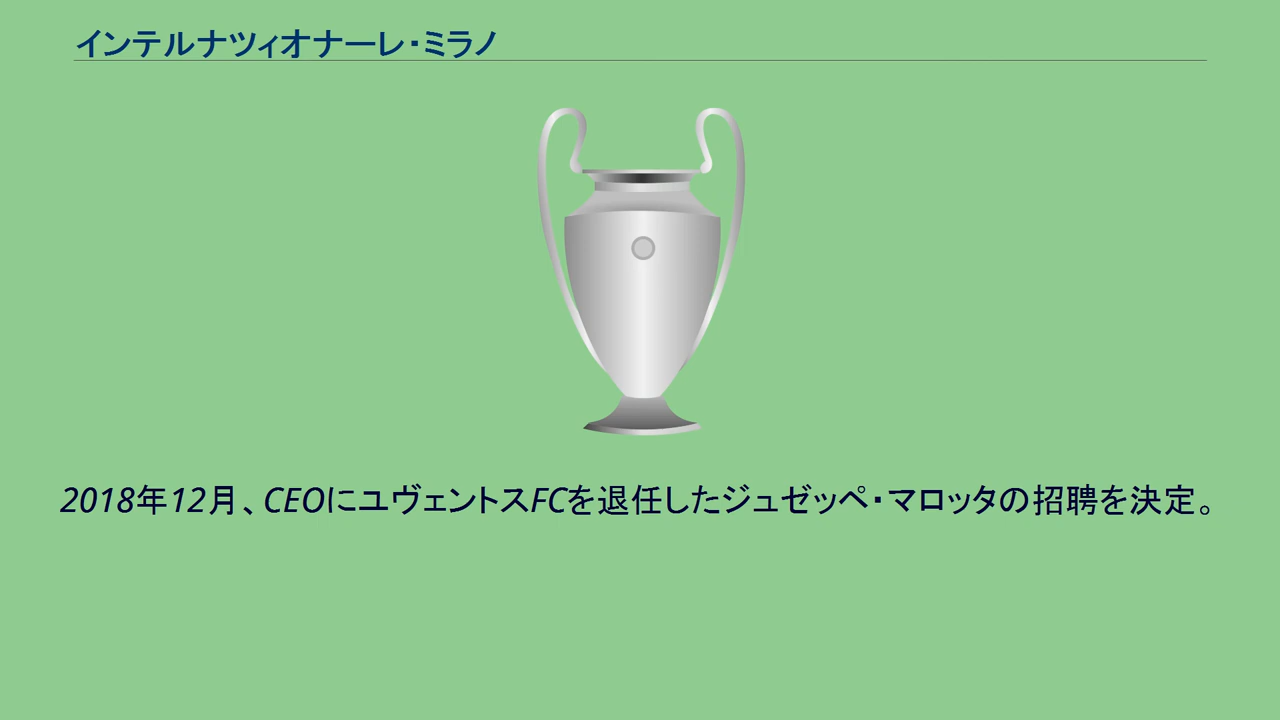 インテルナツィオナーレ・ミラノ
2018年12月、CEOにユヴェントスFCを退任したジュゼッペ・マロッタの招聘を決定。